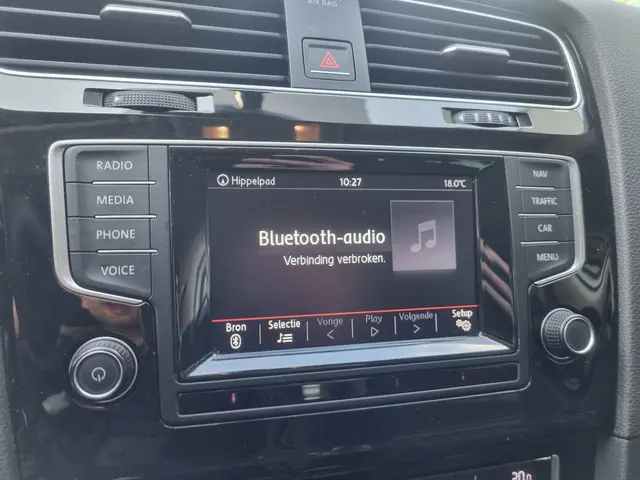 AIR BAG
RADIO
MEDIA
PHONE
VOICE
Hippelpad 10:27 18.0°C
Bluetooth-audio
Verbinding verbroken.
Bron Selectie Vorige Play Volgende Setup
NAV
TRAFFIC
CAR
MENU